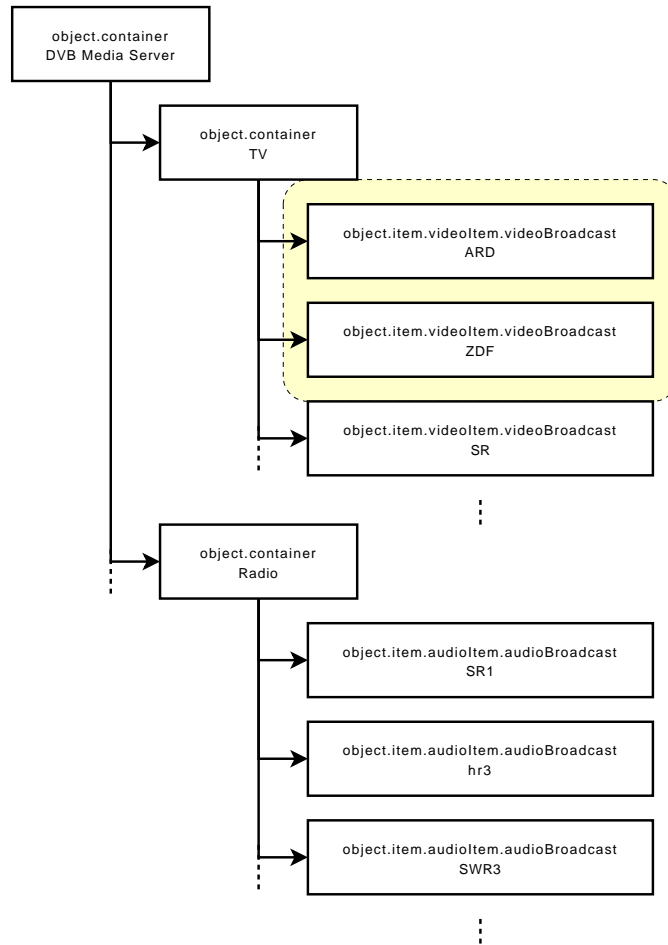 object.container
DVB Media Server
object.container
TV
object.item.videoItem.videoBroadcast
ARD
object.item.videoItem.videoBroadcast
ZDF
object.item.videoItem.videoBroadcast
SR
object.container
Radio
object.item.audioItem.audioBroadcast
SR1
object.item.audioItem.audioBroadcast
hr3
object.item.audioItem.audioBroadcast
SWR3